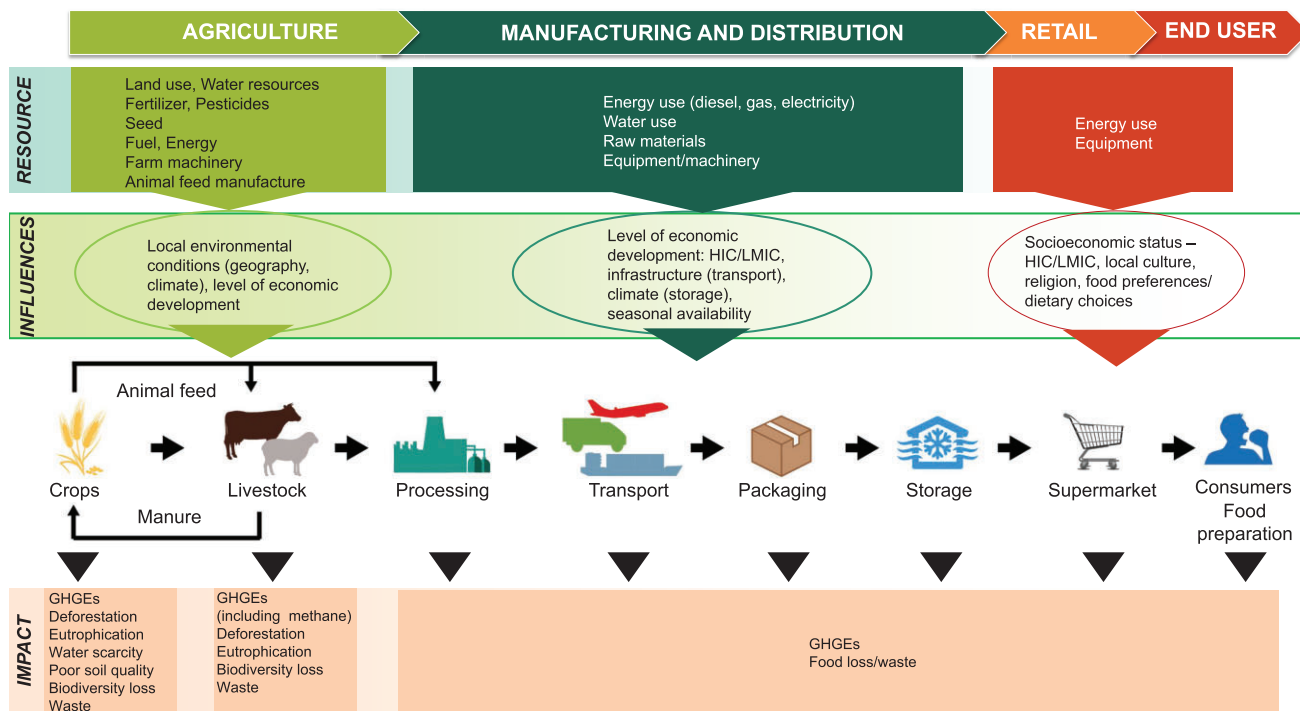 AGRICULTURE
MANUFACTURING AND DISTRIBUTION
RETAIL
END USER
RESOURCE
Land use, Water resources
Fertilizer, Pesticides
Seed
Fuel, Energy
Farm machinery
Animal feed manufacture
Energy use (diesel, gas, electricity)
Water use
Raw materials
Equipment/machinery
Energy use
Equipment
INFLUENCES
Local environmental
conditions (geography,
climate), level of economic
development
Level of economic
development: HIC/LMIC,
infrastructure (transport),
climate (storage),
seasonal availability
Socioeconomic status –
HIC/LMIC, local culture,
religion, food preferences/
dietary choices
Animal feed
Crops
Livestock
Processing
Transport
Packaging
Storage
Supermarket
Consumers
Food
preparation
Manure
IMPACT
GHGEs
Deforestation
Eutrophication
Water scarcity
Poor soil quality
Biodiversity loss
Waste
GHGEs
(including methane)
Deforestation
Eutrophication
Biodiversity loss
Waste
GHGEs
Food loss/waste